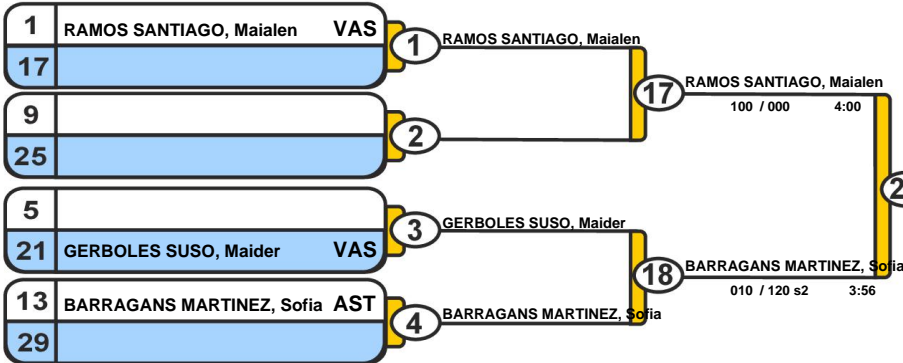 1 RAMOS SANTIAGO, Maialen VAS
17
1
RAMOS SANTIAGO, Maialen
9
25
2
17
RAMOS SANTIAGO, Maialen
100 / 000 4:00
5
21 GERBOLES SUSO, Maider VAS
3
GERBOLES SUSO, Maider
13 BARRAGANS MARTINEZ, Sofia AST
29
4
BARRAGANS MARTINEZ, Sofia
18
BARRAGANS MARTINEZ, Sofia
010 / 120 s2 3:56